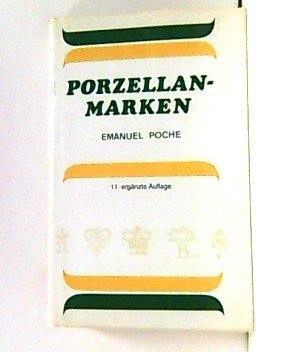 PORZELLAN-
MARKEN
EMANUEL POCHE
11. ergänzte Auflage